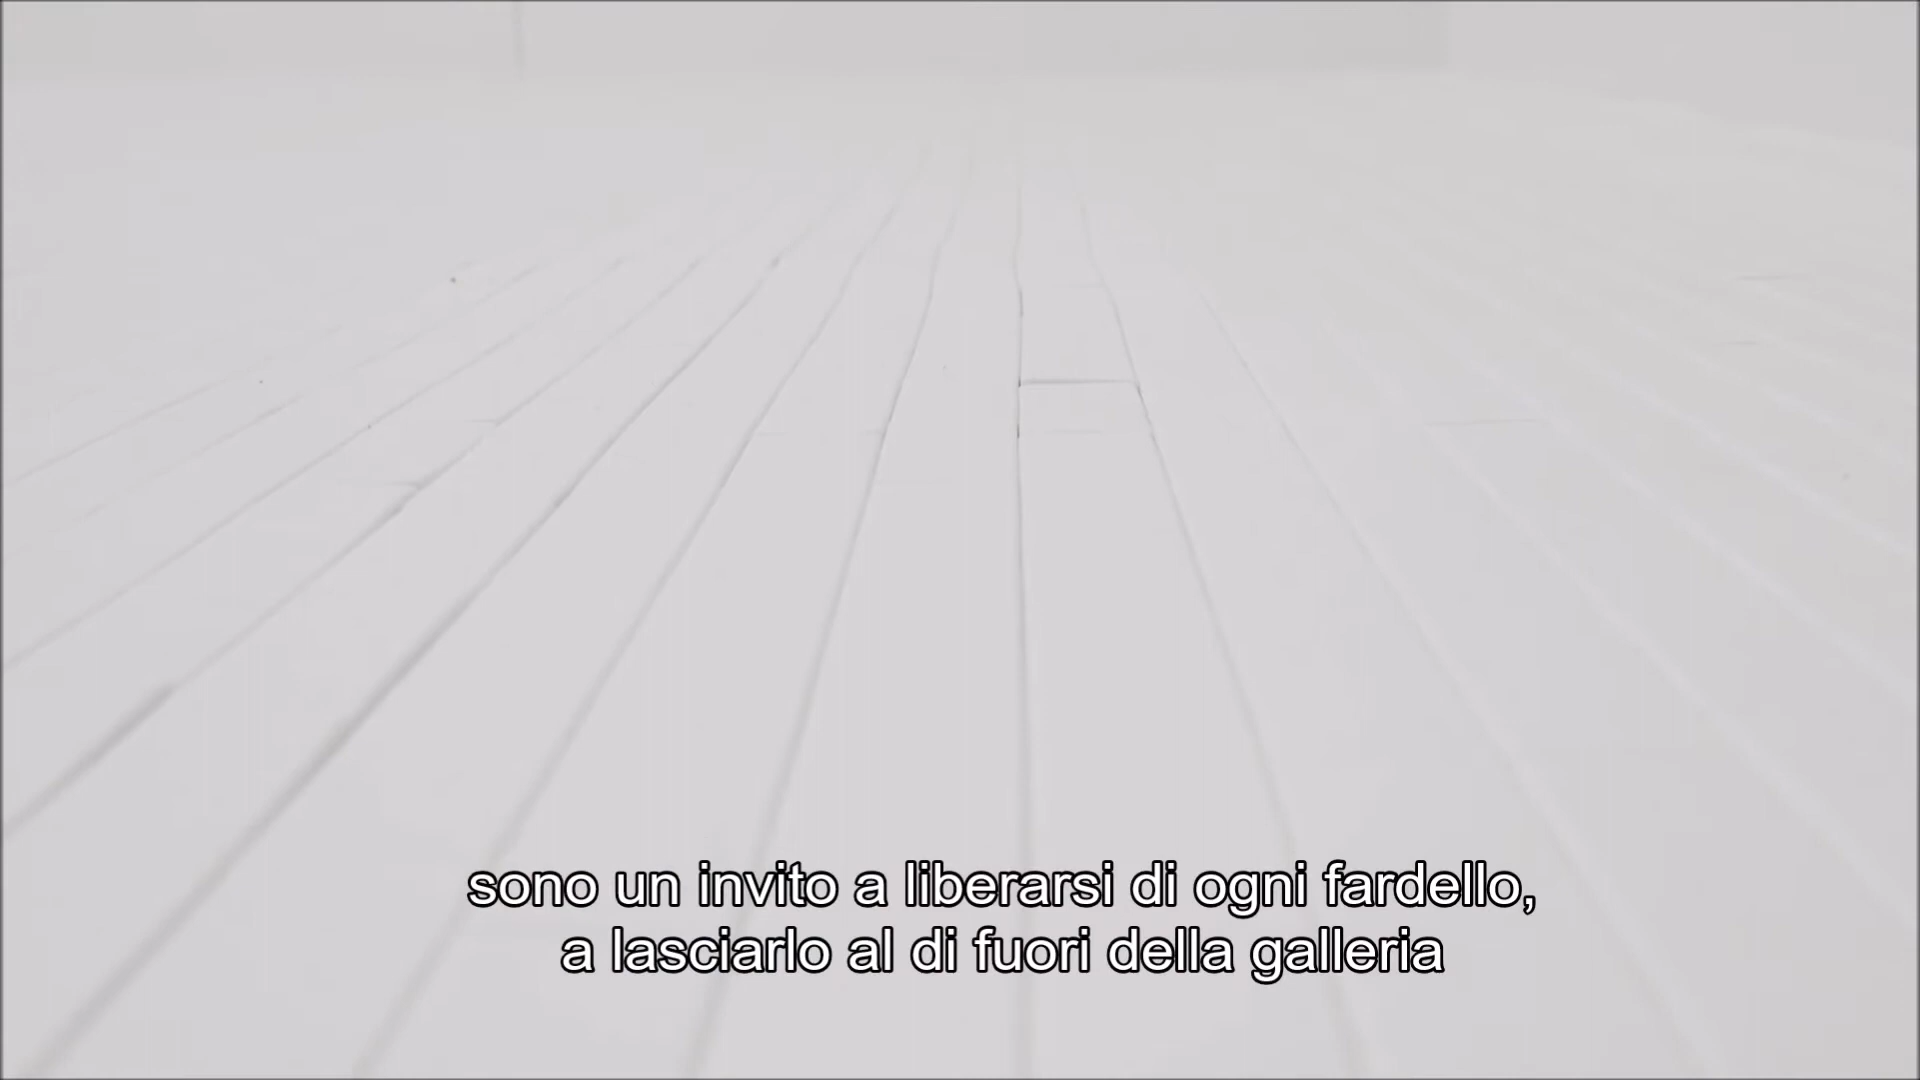 sono un invito a liberarsi di ogni fardello,
a lasciarlo al di fuori della galleria